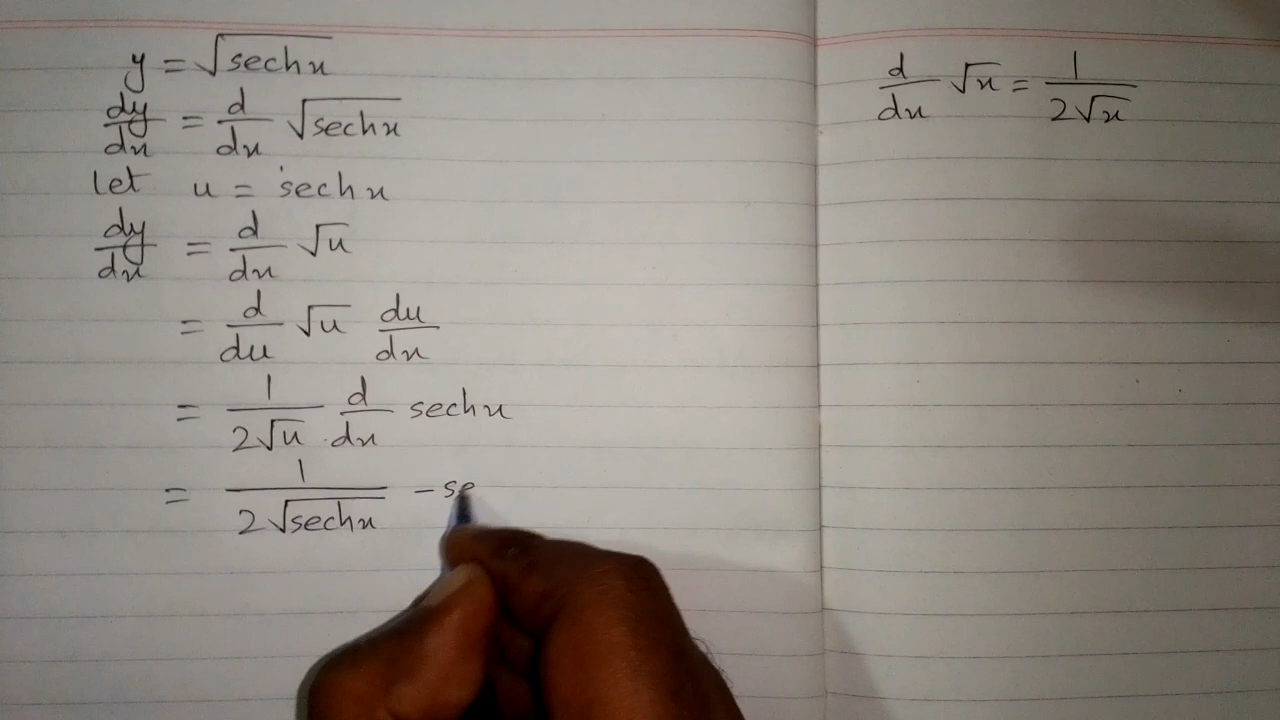 y = √sechx
dy/dx = d/dx √sechx
let u = sechx
dy/dx = d/dx √u
= d/du √u du/dx
= 1/2√u . d/dx sechx
= 1/2√sechx - se
d/dx √x = 1/2√x